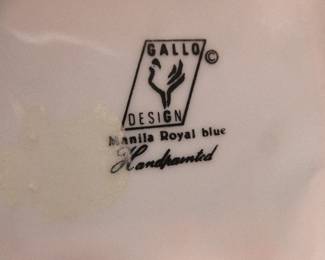 GALLO
©
DESIGN
Manila Royal blue
Handpainted